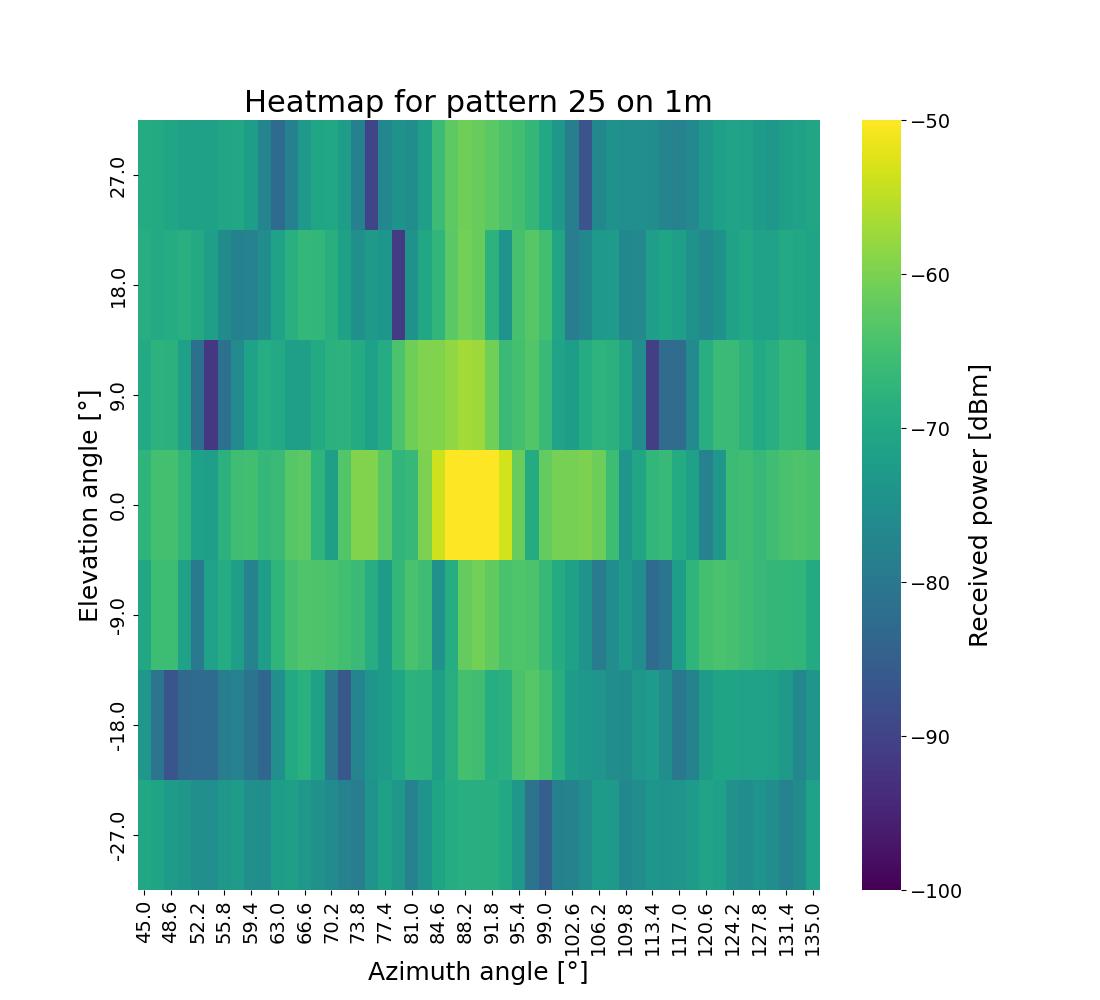 Heatmap for pattern 25 on 1m
Elevation angle [°]
27.0
18.0
9.0
0.0
-9.0
-18.0
-27.0
45.0 48.6 52.2 55.8 59.4 63.0 66.6 70.2 73.8 77.4 81.0 84.6 88.2 91.8 95.4 99.0 102.6 106.2 109.8 113.4 117.0 120.6 124.2 127.8 131.4 135.0
Azimuth angle [°]
−50
−60
−70
−80
−90
−100
Received power [dBm]